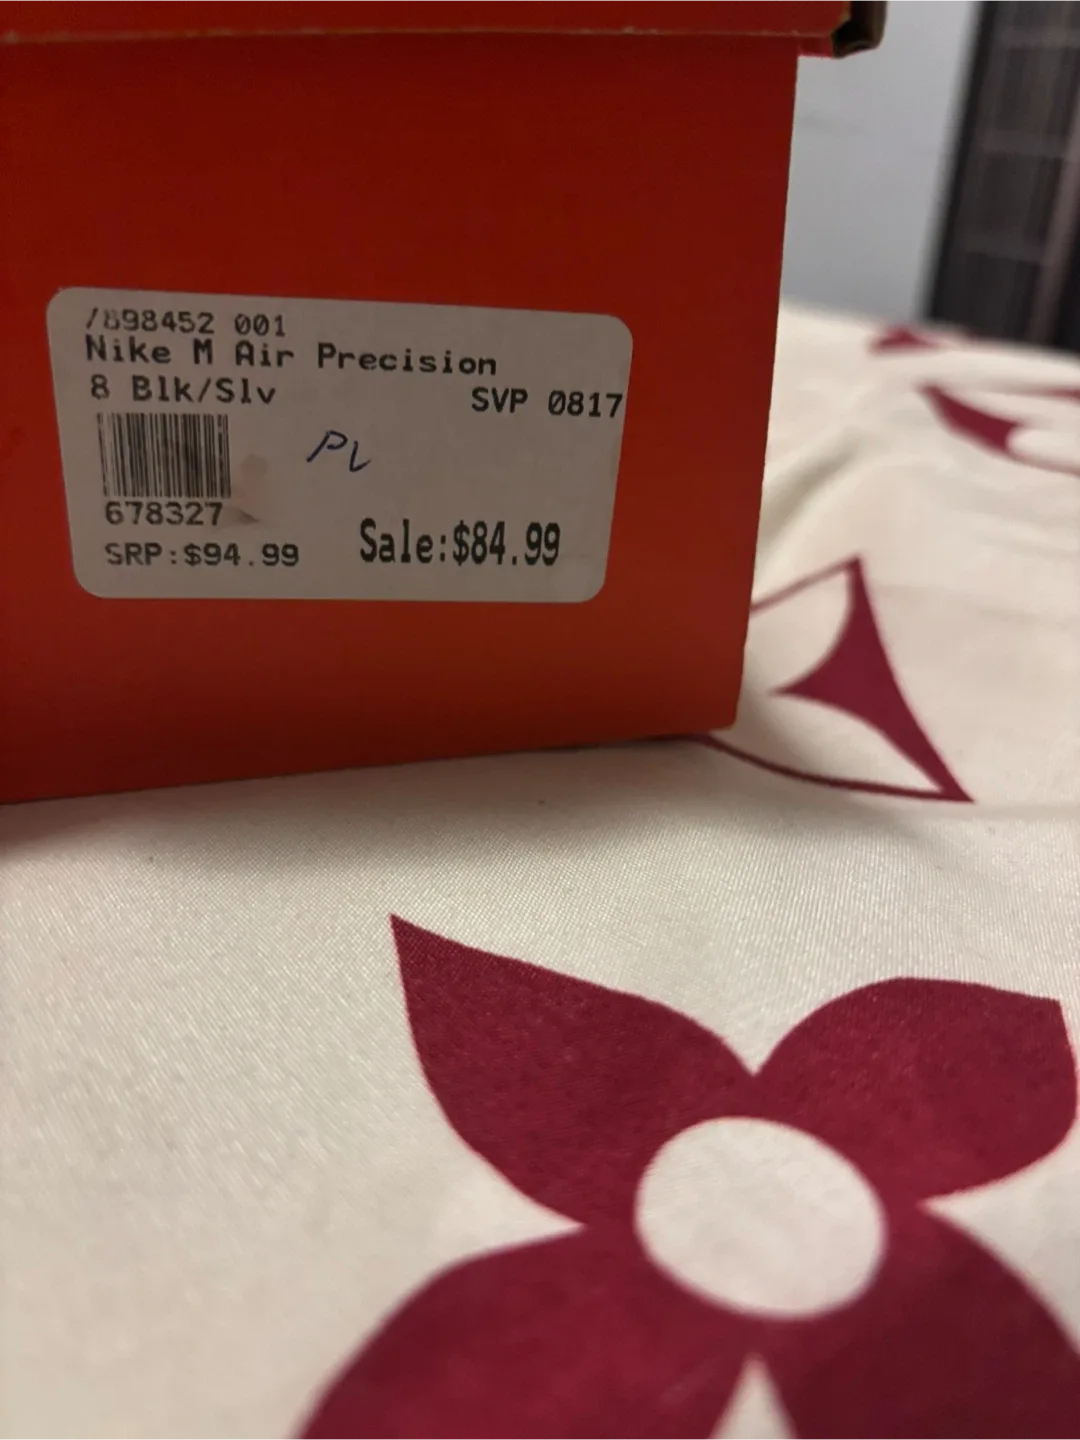 /898452 001
Nike M Air Precision
8 Blk/Slv
SVP 0817
PL
678327
SRP:$94.99
Sale:$84.99